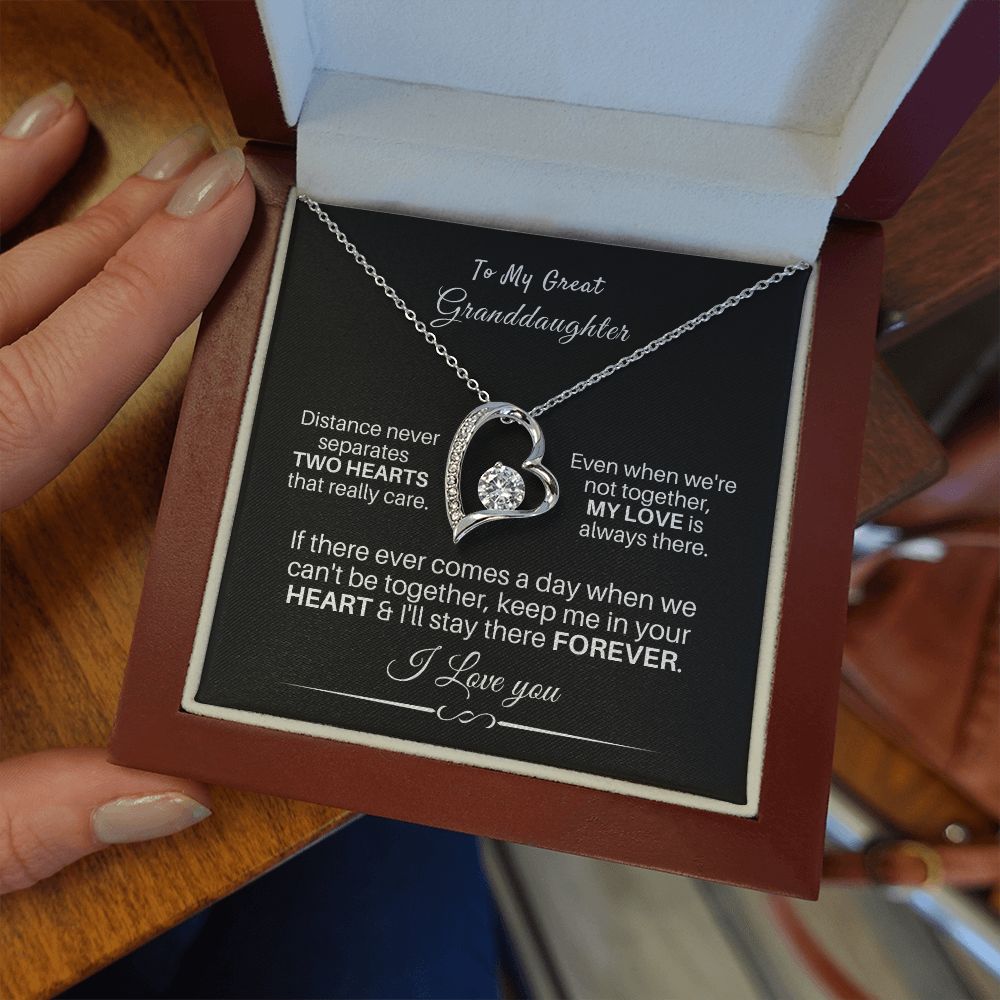 To My Great
Granddaughter
Distance never
separates
TWO HEARTS
that really care.
Even when we're
not together,
MY LOVE is
always there.
If there ever comes a day when we
can't be together, keep me in your
HEART & I'll stay there FOREVER.
I Love you